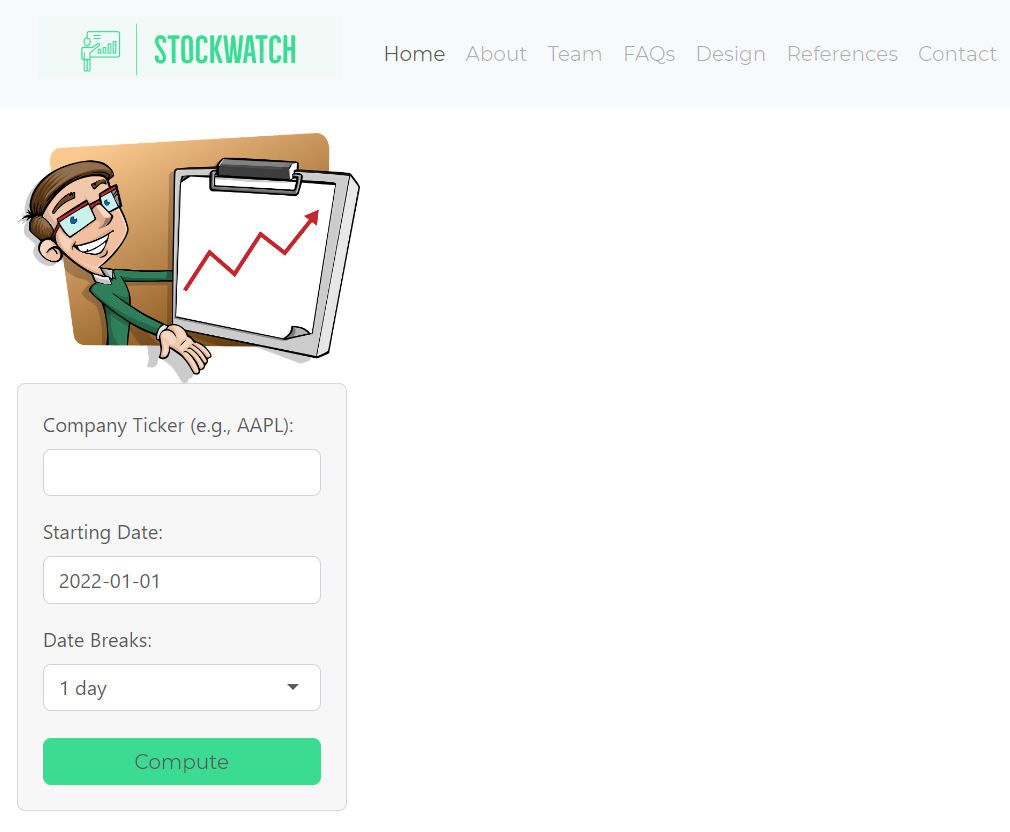 STOCKWATCH
Home About Team FAQs Design References Contact
Company Ticker (e.g., AAPL):
Starting Date:
2022-01-01
Date Breaks:
1 day
Compute